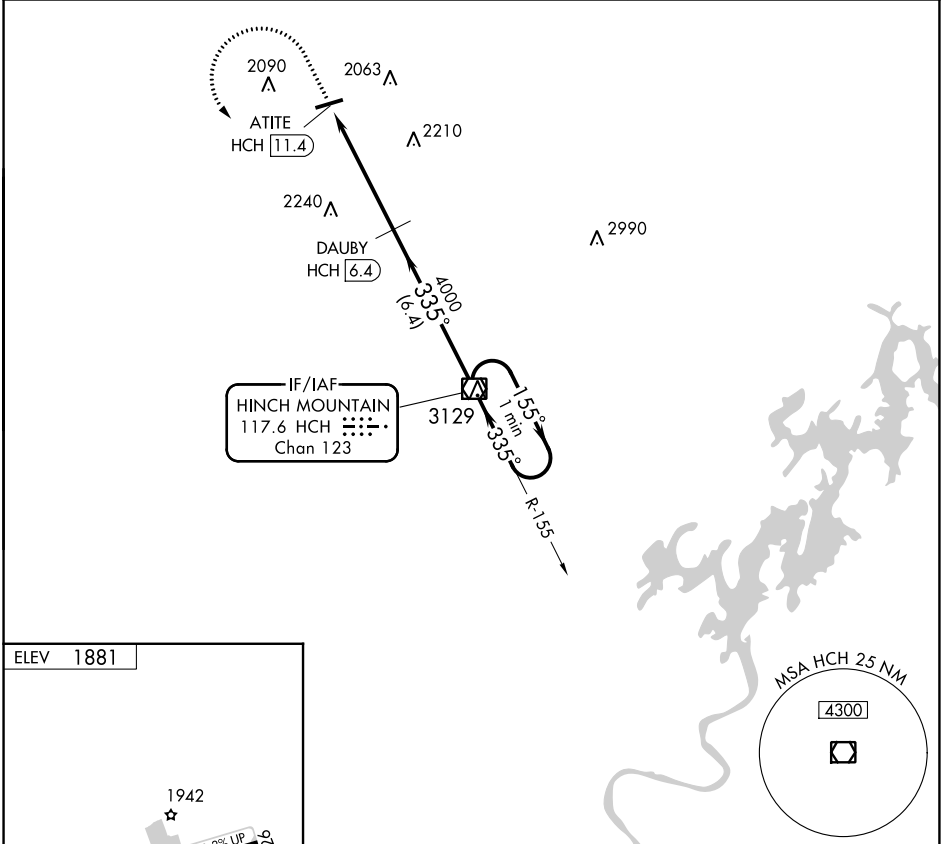 2090
2063
ATITE
HCH 11.4
2210
2240
2990
DAUBY
HCH 6.4
4000
335°
(6.4)
IF/IAF
HINCH MOUNTAIN
117.6 HCH
Chan 123
3129
155°
1 min
335°
R-155
ELEV 1881
MSA HCH 25 NM
4300
1942
% UP